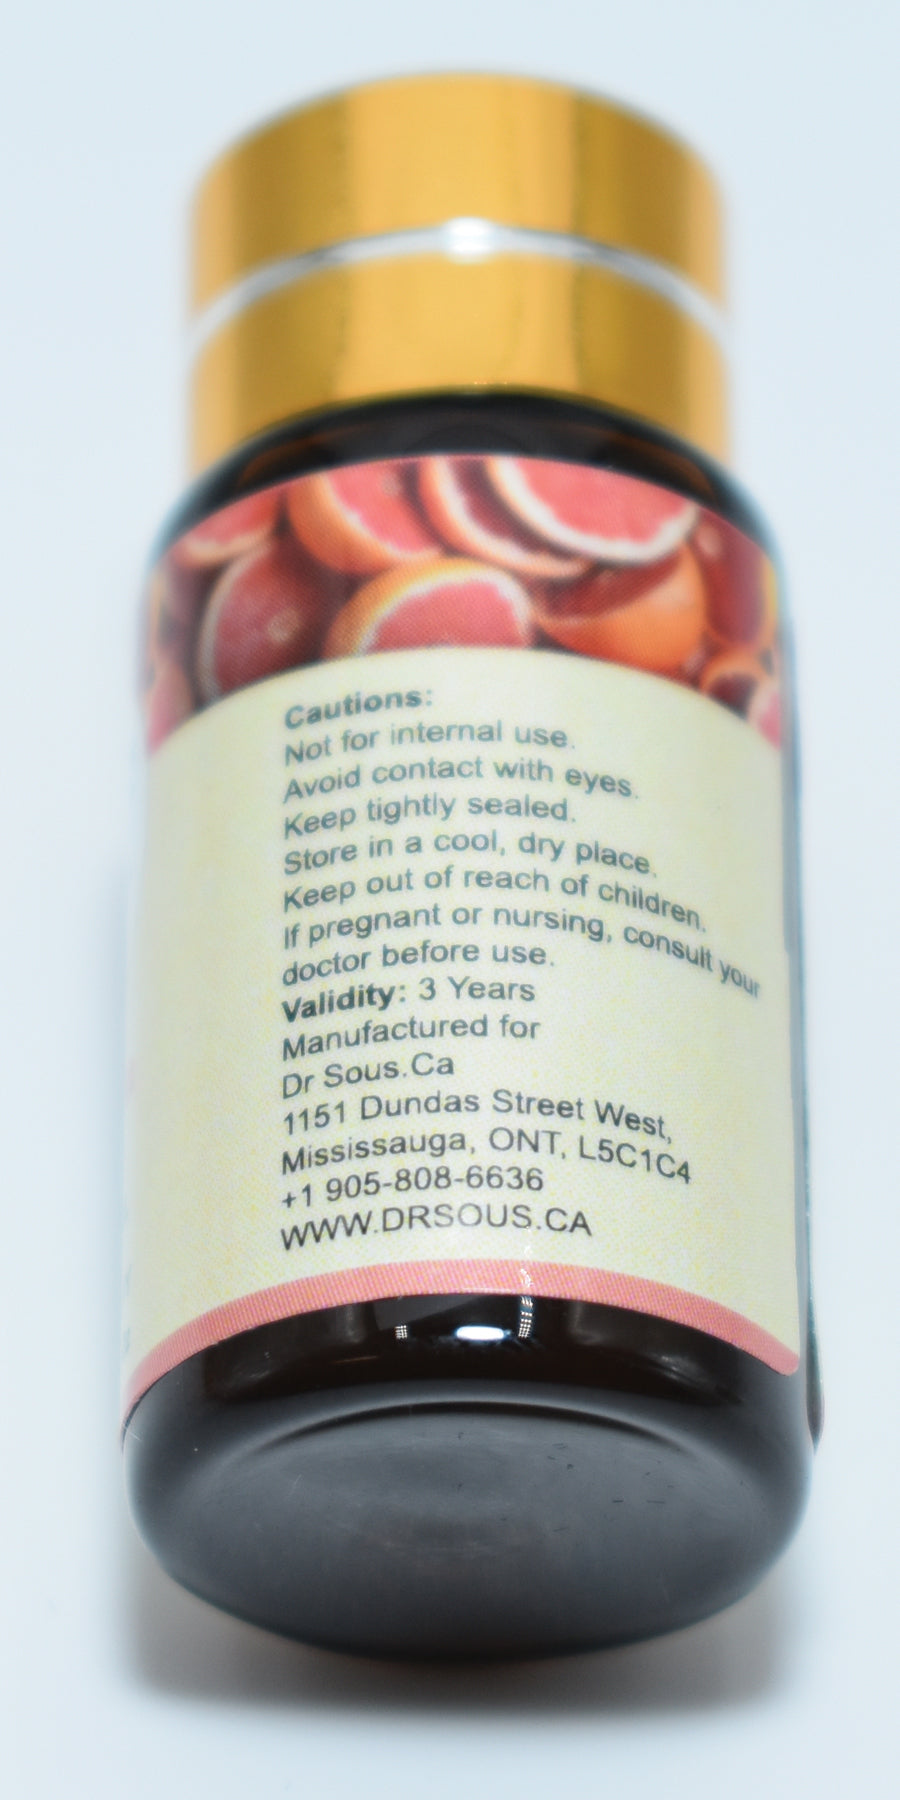 Cautions:
Not for internal use.
Avoid contact with eyes.
Keep tightly sealed.
Store in a cool, dry place.
Keep out of reach of children.
If pregnant or nursing, consult your
doctor before use.
Validity: 3 Years
Manufactured for
Dr Sous.Ca
1151 Dundas Street West,
Mississauga, ONT, L5C1C4
+1 905-808-6636
WWW.DRSOUS.CA